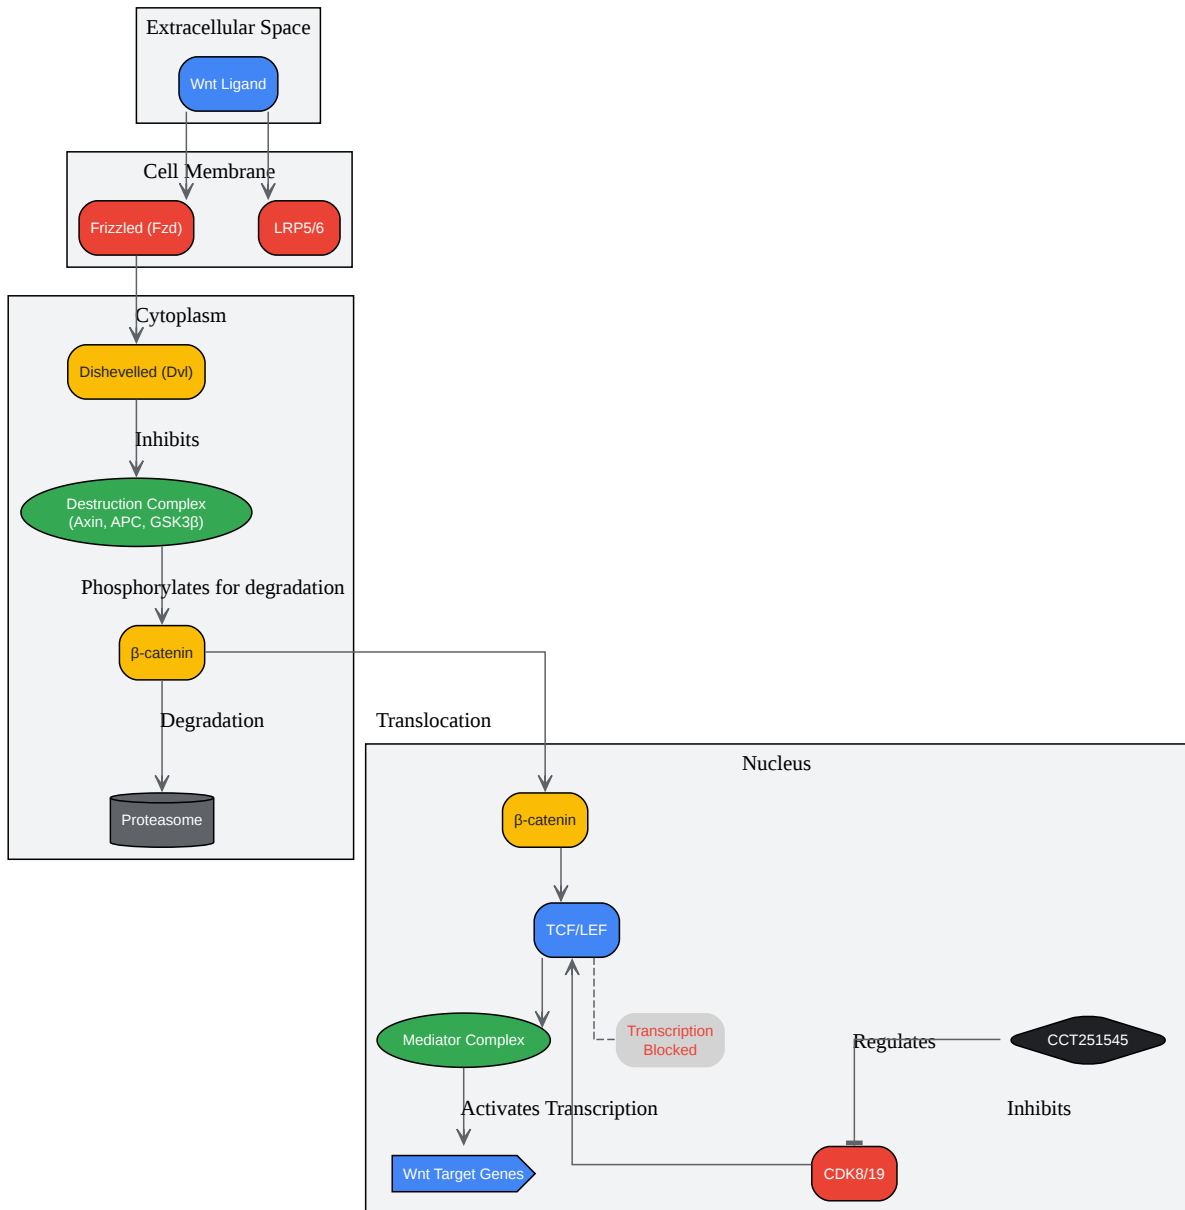 Extracellular Space
Wnt Ligand
Cell Membrane
Frizzled (Fzd)
LRP5/6
Cytoplasm
Dishevelled (Dvl)
Inhibits
Destruction Complex
(Axin, APC, GSK3β)
Phosphorylates for degradation
β-catenin
Degradation
Translocation
Proteasome
Nucleus
β-catenin
TCF/LEF
Mediator Complex
Transcription
Blocked
Regulates
CCT251545
Activates Transcription
Inhibits
Wnt Target Genes
CDK8/19